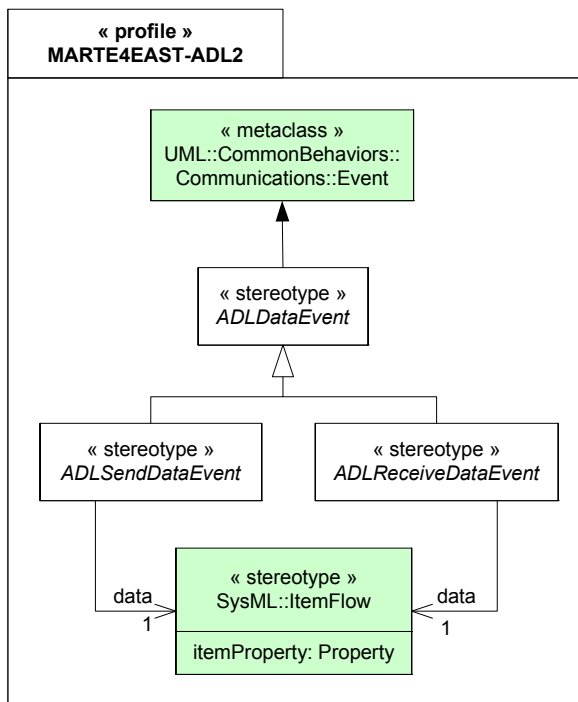 « profile »
MARTE4EAST-ADL2
« metaclass »
UML::CommonBehaviors::
Communications::Event
« stereotype »
ADLDataEvent
« stereotype »
ADLSendDataEvent
« stereotype »
ADLReceiveDataEvent
data
1
« stereotype »
SysML::ItemFlow
itemProperty: Property
data
1